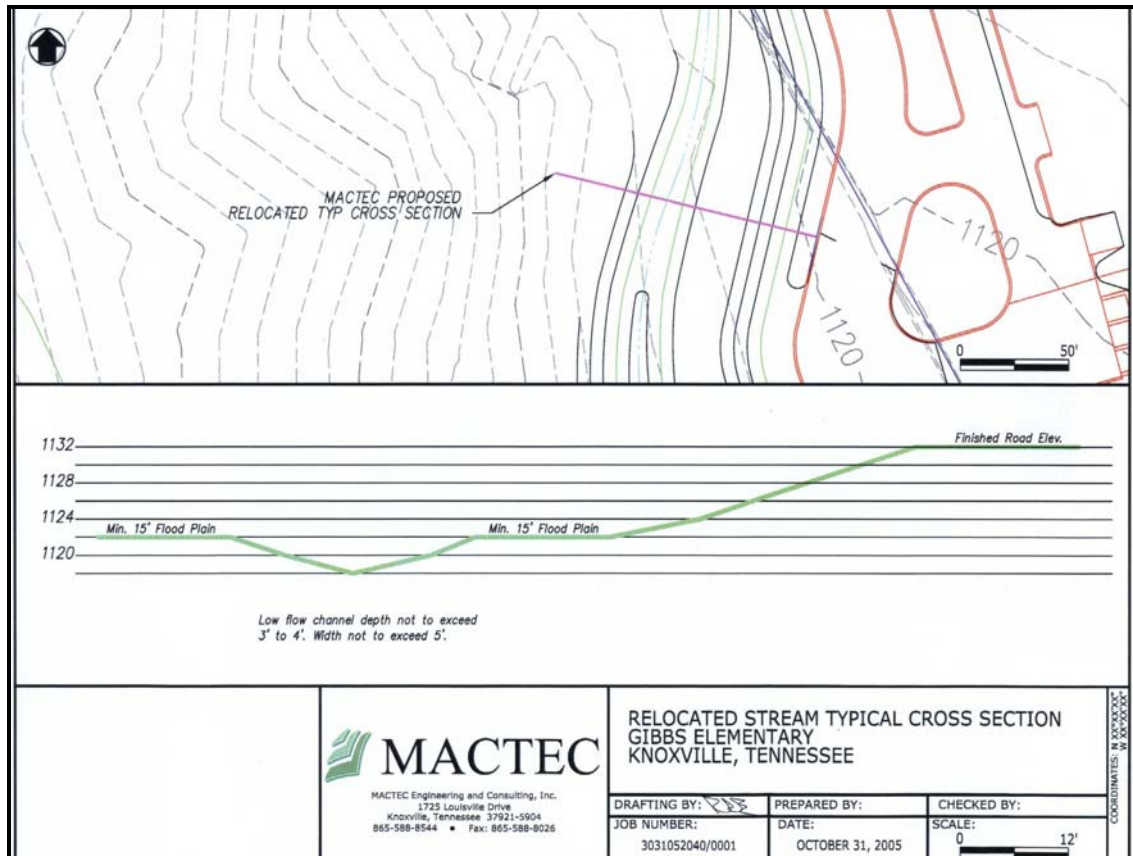 MACTEC PROPOSED
RELOCATED TYP CROSS SECTION
1120
1120
0 50'
1132
Finished Road Elev.
1128
1124
Min. 15' Flood Plain
Min. 15' Flood Plain
1120
Low flow channel depth not to exceed
3' to 4'. Width not to exceed 5'.
MACTEC
MACTEC Engineering and Consulting, Inc.
1725 Louisville Drive
Knoxville, Tennessee 37921-5904
865-588-8544 • Fax: 865-588-8026
RELOCATED STREAM TYPICAL CROSS SECTION
GIBBS ELEMENTARY
KNOXVILLE, TENNESSEE
DRAFTING BY:
PREPARED BY:
CHECKED BY:
JOB NUMBER:
3031052040/0001
DATE:
OCTOBER 31, 2005
SCALE:
0 12'
COORDINATES: N XX°XX'XX"
W XX°XX'XX"